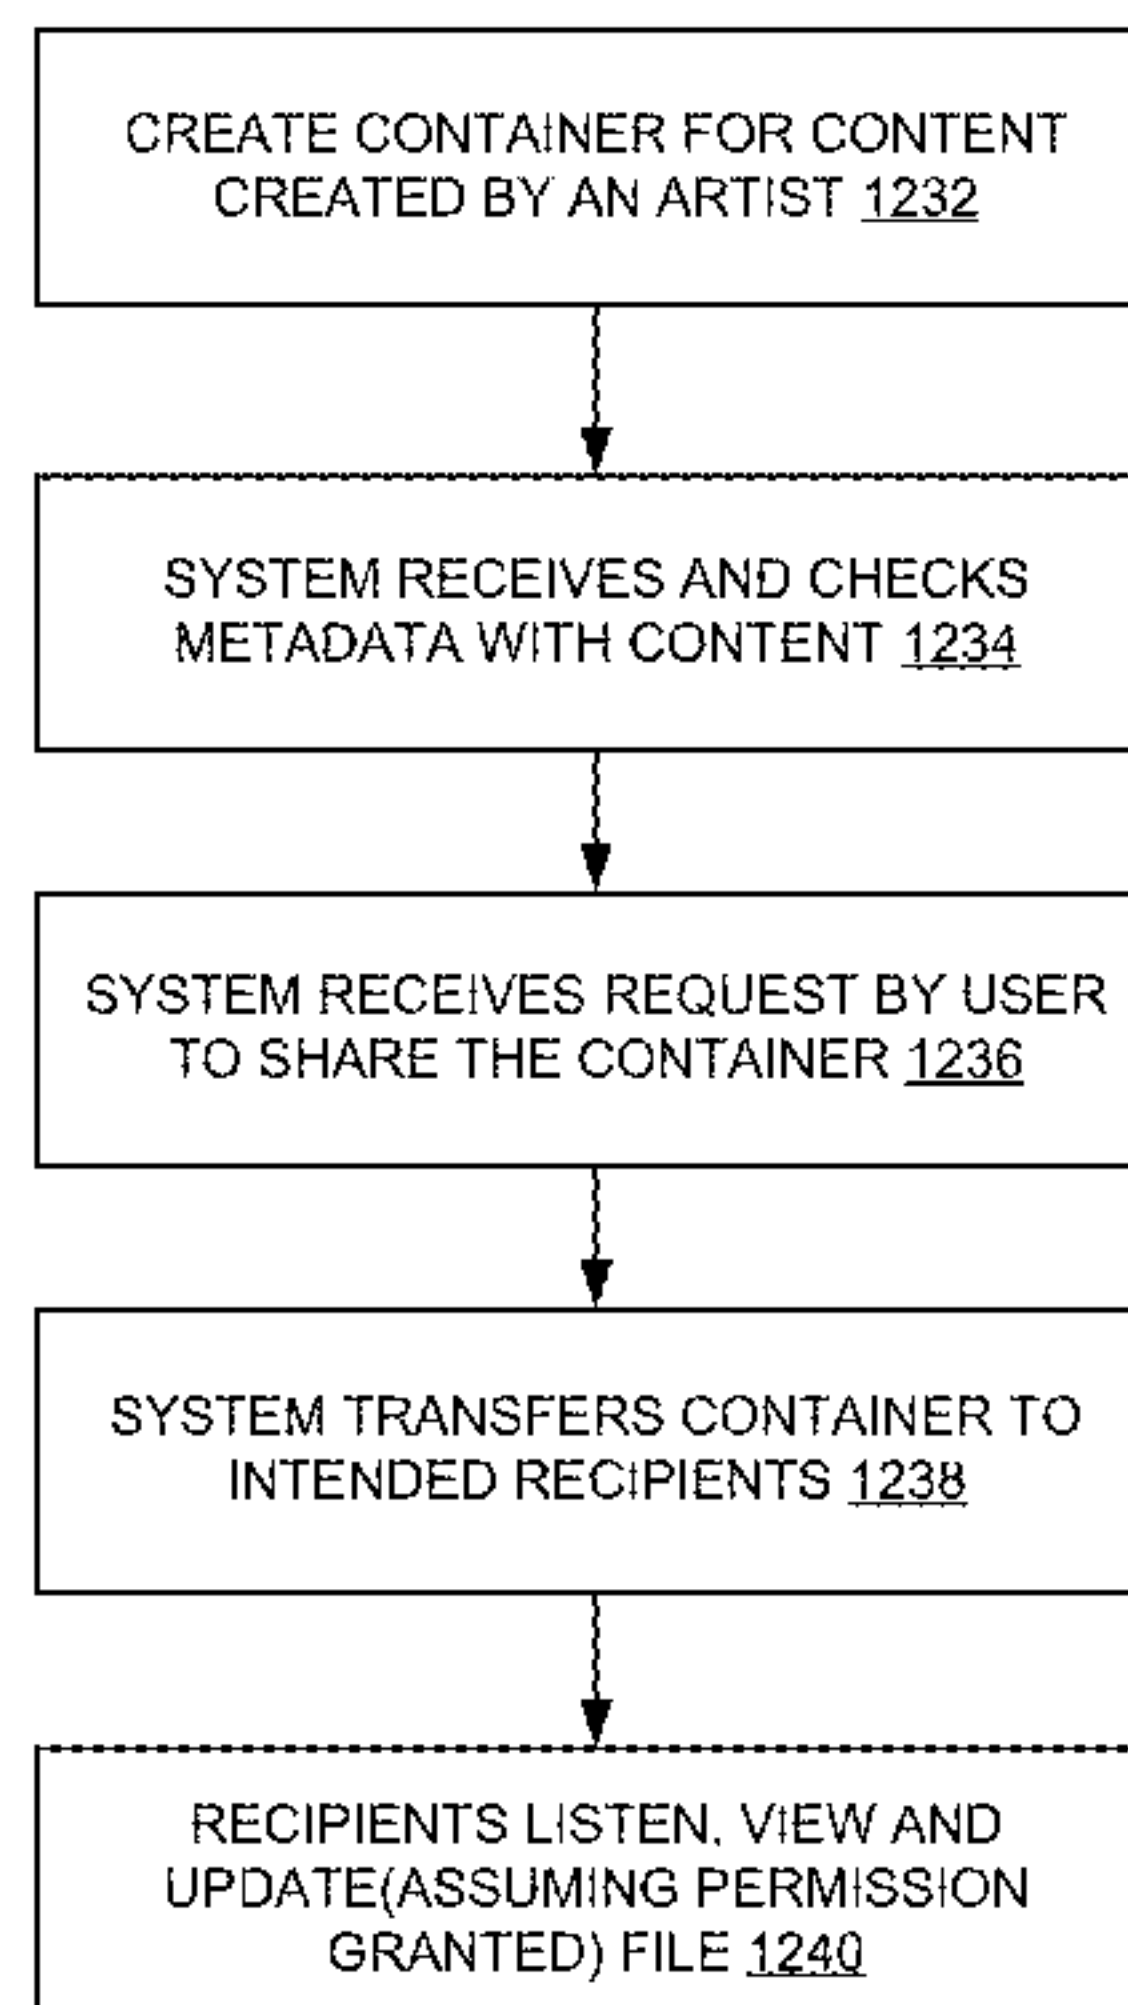 CREATE CONTAINER FOR CONTENT
CREATED BY AN ARTIST 1232
SYSTEM RECEIVES AND CHECKS
METADATA WITH CONTENT 1234
SYSTEM RECEIVES REQUEST BY USER
TO SHARE THE CONTAINER 1236
SYSTEM TRANSFERS CONTAINER TO
INTENDED RECIPIENTS 1238
RECIPIENTS LISTEN, VIEW AND
UPDATE(ASSUMING PERMISSION
GRANTED) FILE 1240